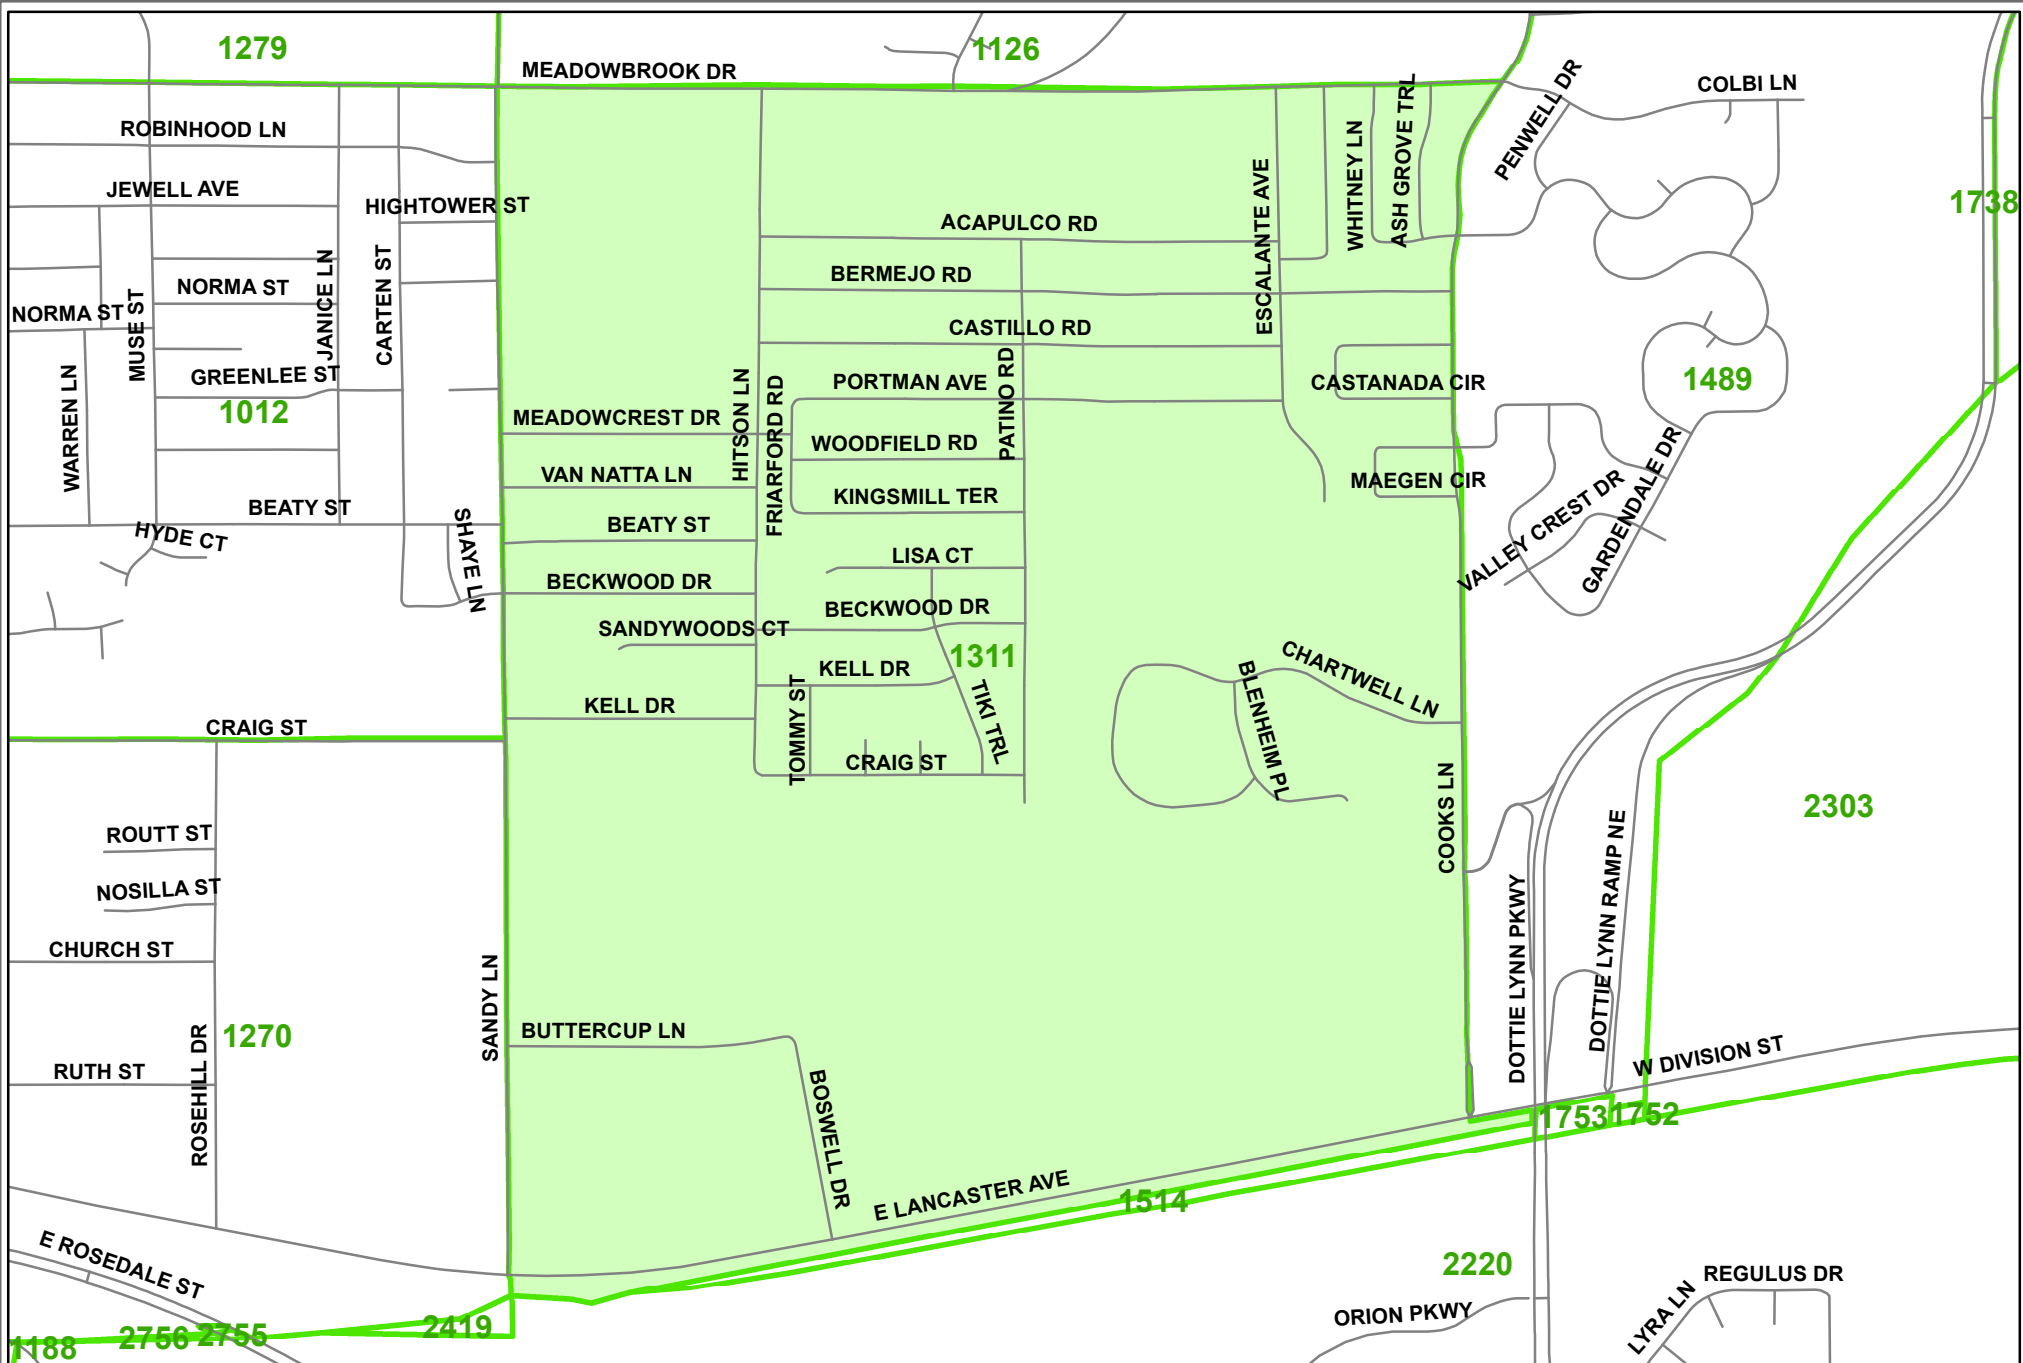 1279
1126
MEADOWBROOK DR
COLBI LN
PENWELL DR
ROBINHOOD LN
WHITNEY LN
ASH GROVE TRL
JEWELL AVE
HIGHTOWER ST
1738
ACAPULCO RD
ESCALANTE AVE
BERMEJO RD
NORMA ST
NORMA ST
MUSE ST
JANICE LN
CARTEN ST
CASTILLO RD
GREENLEE ST
1012
WARREN LN
PORTMAN AVE
PATINO RD
CASTANADA CIR
1489
MEADOWCREST DR
HITSON LN
FRIARFORD RD
WOODFIELD RD
VAN NATTA LN
KINGSMILL TER
MAEGEN CIR
VALLEY CREST DR
GARDENDALE DR
BEATY ST
BEATY ST
HYDE CT
SHAYE LN
LISA CT
BECKWOOD DR
BECKWOOD DR
SANDYWOODS CT
1311
KELL DR
KELL DR
TOMMY ST
TIKI TRL
CHARTWELL LN
BLENHEIM PL
CRAIG ST
CRAIG ST
COOKS LN
2303
ROUTT ST
NOSILLA ST
CHURCH ST
SANDY LN
DOTTIE LYNN PKWY
DOTTIE LYNN RAMP NE
1270
ROSEHILL DR
RUTH ST
BUTTERCUP LN
BOSWELL DR
W DIVISION ST
1753
1752
E LANCASTER AVE
1514
E ROSEDALE ST
2220
REGULUS DR
ORION PKWY
LYRA LN
1188
2756
2755
2419